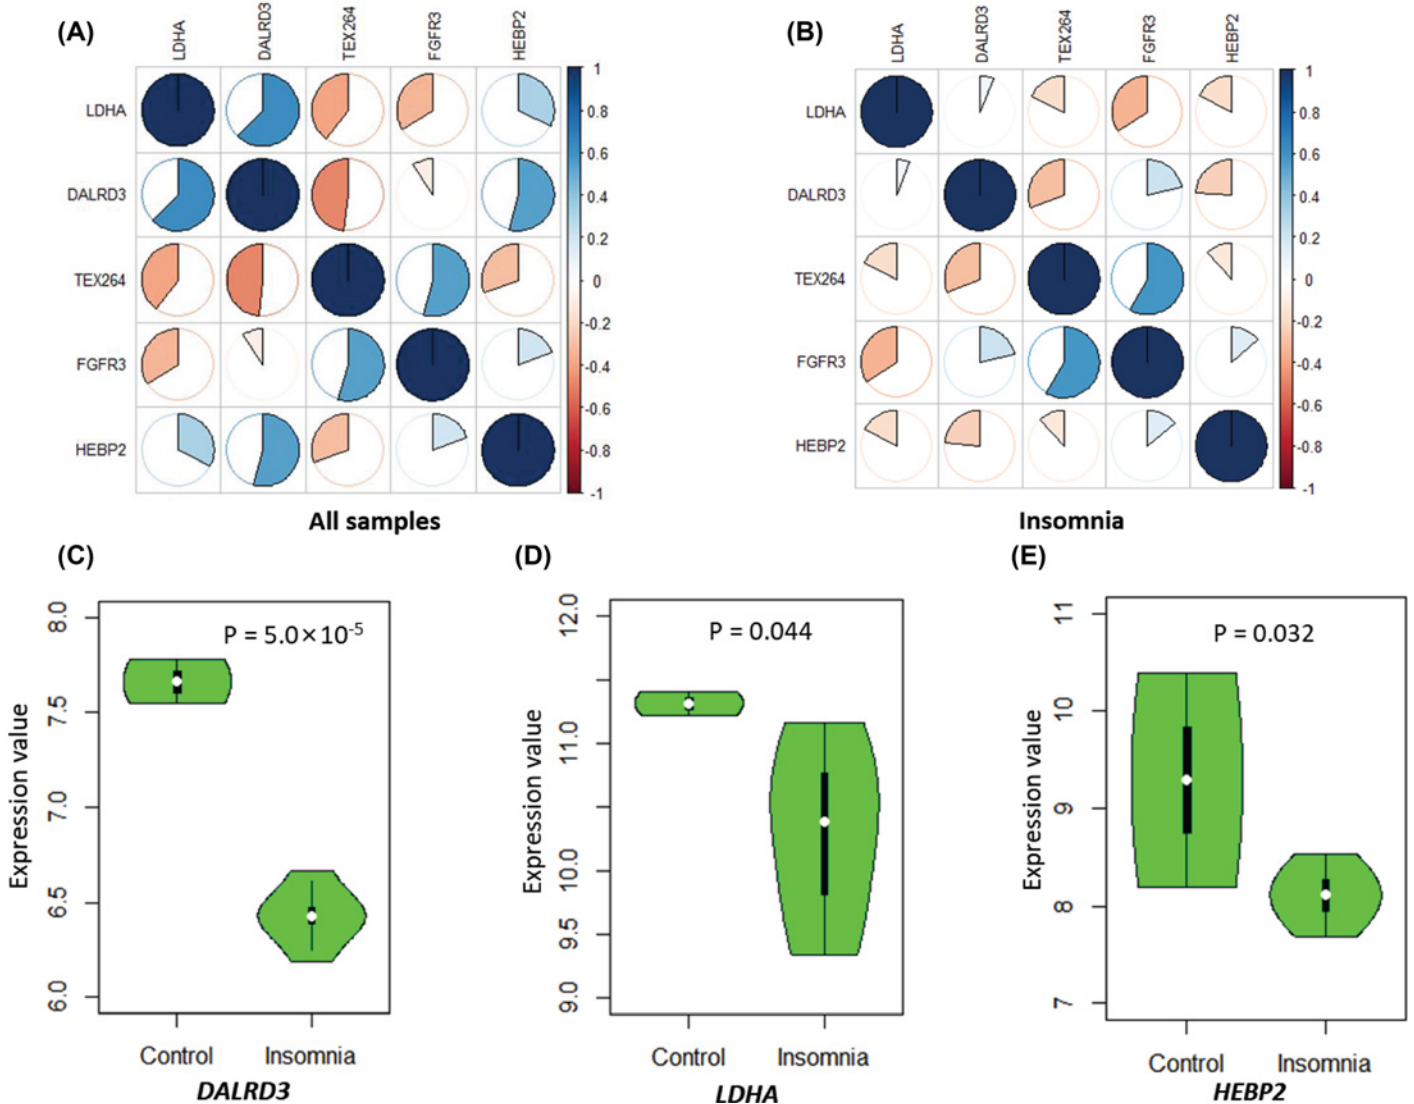 (A)
LDHA
DALRD3
TEX264
FGFR3
HEBP2
LDHA
DALRD3
TEX264
FGFR3
HEBP2
1
0.8
0.6
0.4
0.2
0
-0.2
-0.4
-0.6
-0.8
-1
All samples
(B)
LDHA
DALRD3
TEX264
FGFR3
HEBP2
LDHA
DALRD3
TEX264
FGFR3
HEBP2
1
0.8
0.6
0.4
0.2
0
-0.2
-0.4
-0.6
-0.8
-1
Insomnia
(C)
Expression value
8.0
7.5
7.0
6.5
6.0
P = 5.0×10-5
Control
Insomnia
DALRD3
(D)
Expression value
12.0
11.0
10.0
9.5
9.0
P = 0.044
Control
Insomnia
LDHA
(E)
Expression value
11
10
9
8
7
P = 0.032
Control
Insomnia
HEBP2